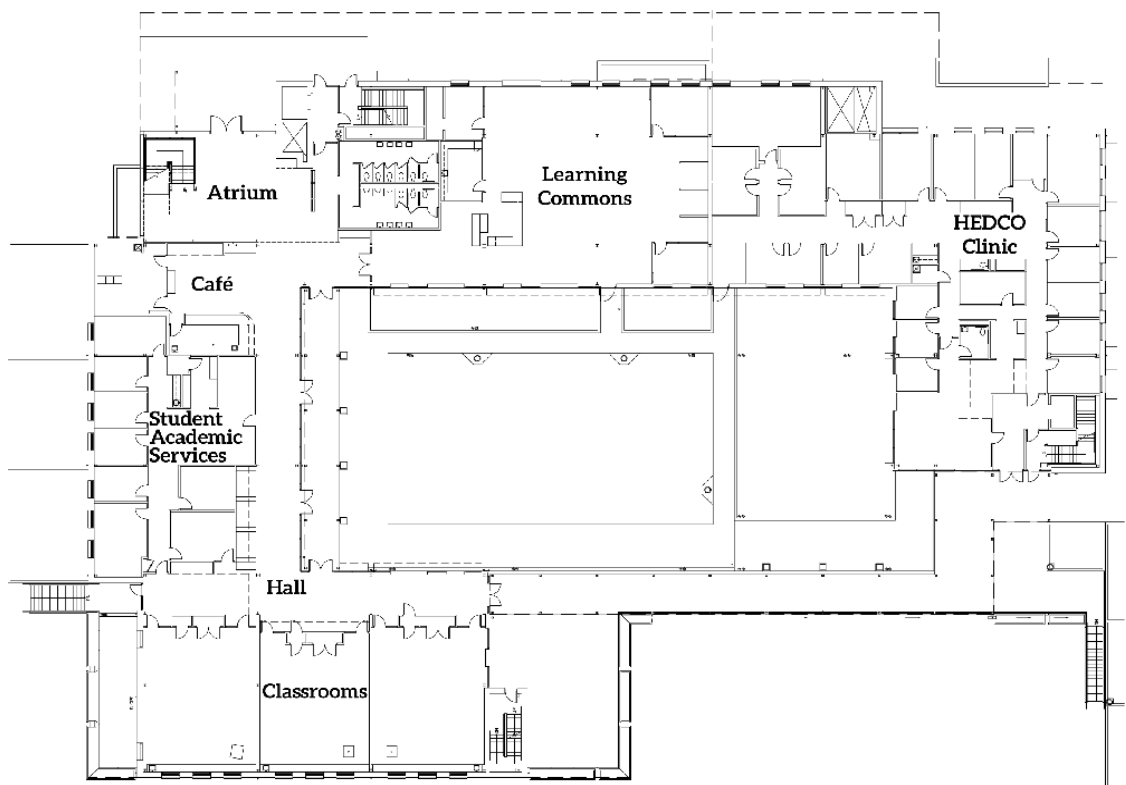 Atrium
Learning
Commons
HEDCO
Clinic
Café
Student
Academic
Services
Hall
Classrooms